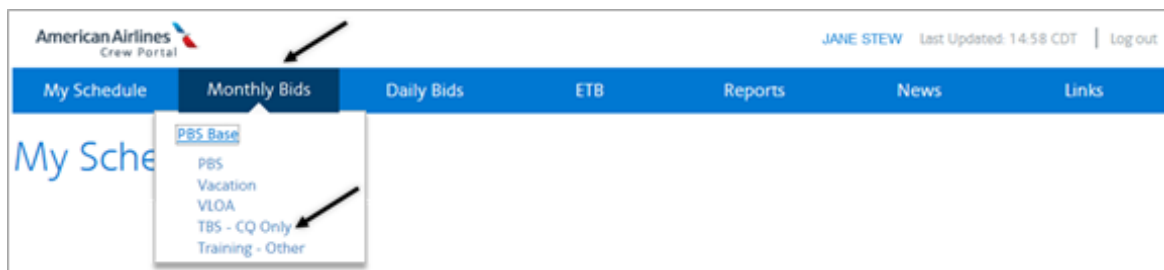 American Airlines
Crew Portal
JANE STEW Last Updated: 14:58 CDT | Log out
My Schedule Monthly Bids Daily Bids ETB Reports News Links
My Sche
PBS Base
PBS
Vacation
VLOA
TBS - CQ Only
Training - Other